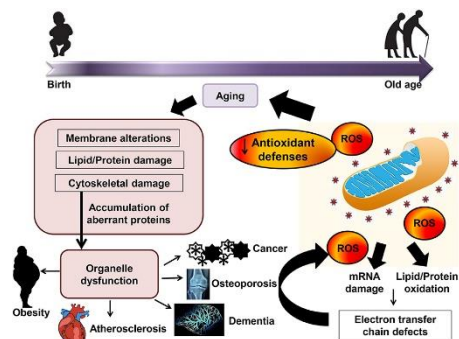 Birth
Old age
Aging
Membrane alterations
Lipid/Protein damage
Cytoskeletal damage
Accumulation of
aberrant proteins
↓ Antioxidant
defenses
ROS
ROS
ROS
mRNA
damage
Lipid/Protein
oxidation
Electron transfer
chain defects
Organelle
dysfunction
Cancer
Osteoporosis
Dementia
Atherosclerosis
Obesity